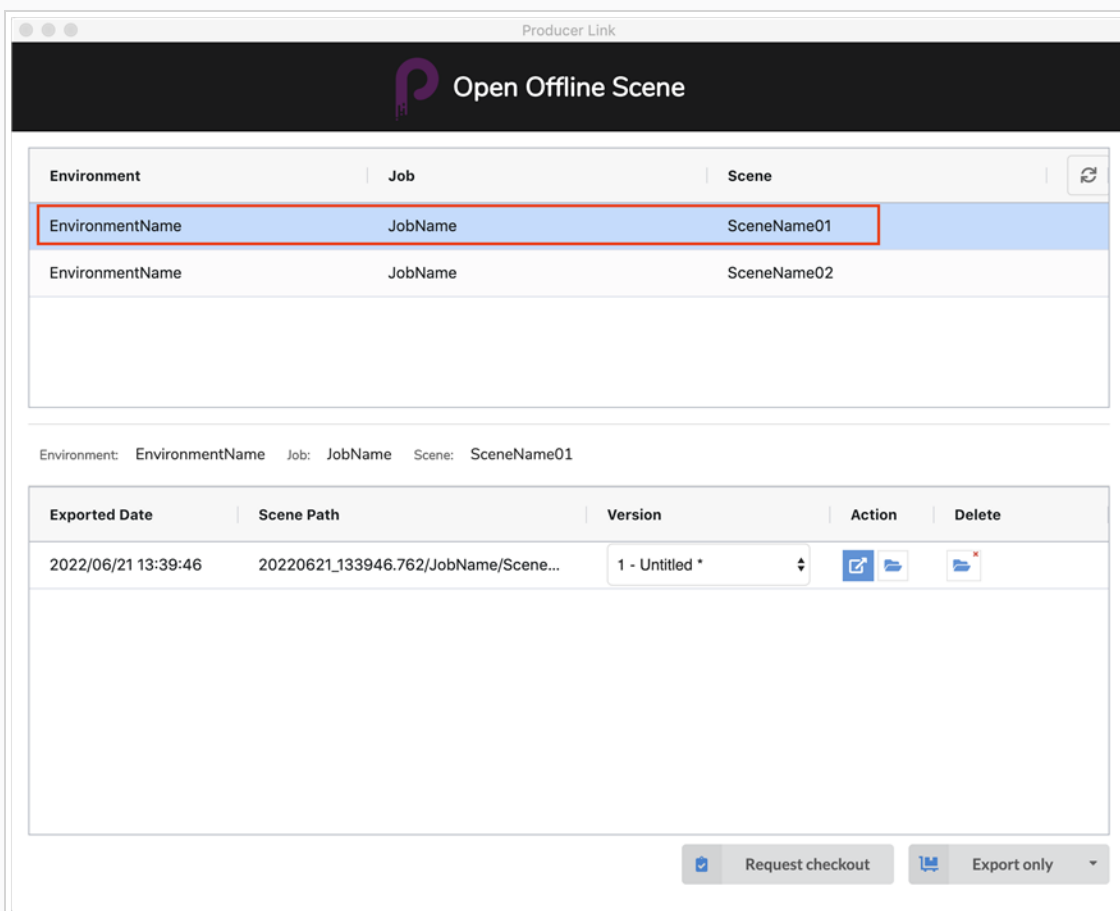 Producer Link
Open Offline Scene
Environment Job Scene
EnvironmentName JobName SceneName01
EnvironmentName JobName SceneName02
Environment: EnvironmentName Job: JobName Scene: SceneName01
Exported Date Scene Path Version Action Delete
2022/06/21 13:39:46 20220621_133946.762/JobName/Scene... 1 - Untitled *
Request checkout Export only